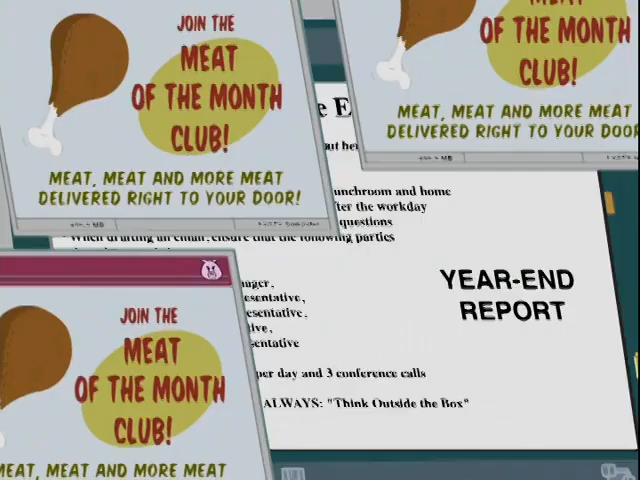 JOIN THE
MEAT
OF THE MONTH
CLUB!
MEAT, MEAT AND MORE MEAT
DELIVERED RIGHT TO YOUR DOOR!
MEAT
OF THE MONTH
CLUB!
MEAT, MEAT AND MORE MEAT
DELIVERED RIGHT TO YOUR DOOR
e E
out
lunchroom and home
after the workday
questions
When drafting an email, ensure that the following parties
YEAR-END
REPORT
per day and 3 conference calls
ALWAYS: "Think Outside the Box"
JOIN THE
MEAT
OF THE MONTH
CLUB!
MEAT, MEAT AND MORE MEAT